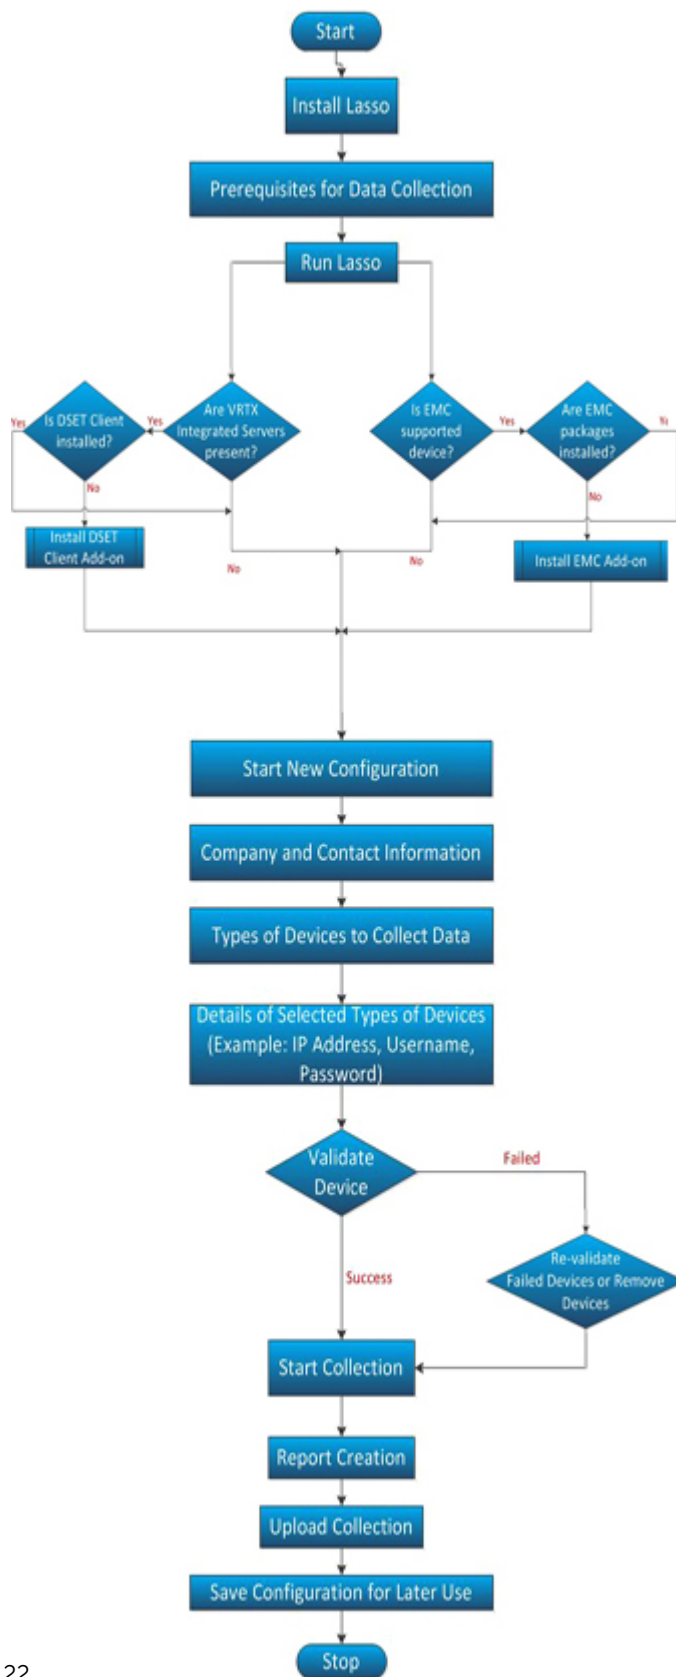 Start
Install Lasso
Prerequisites for Data Collection
Run Lasso
Yes
Is DSET Client
installed?
Yes
Are VRTX
Integrated Servers
present?
Is EMC
supported
device?
Yes
Are EMC
packages
installed?
Ye
No
No
Install DSET
Client Add-on
No
No
Install EMC Add-on
Start New Configuration
Company and Contact Information
Types of Devices to Collect Data
Details of Selected Types of Devices
(Example: IP Address, Username,
Password)
Validate
Device
Failed
Success
Re-validate
Failed Devices or Remove
Devices
Start Collection
Report Creation
Upload Collection
Save Configuration for Later Use
Stop
22